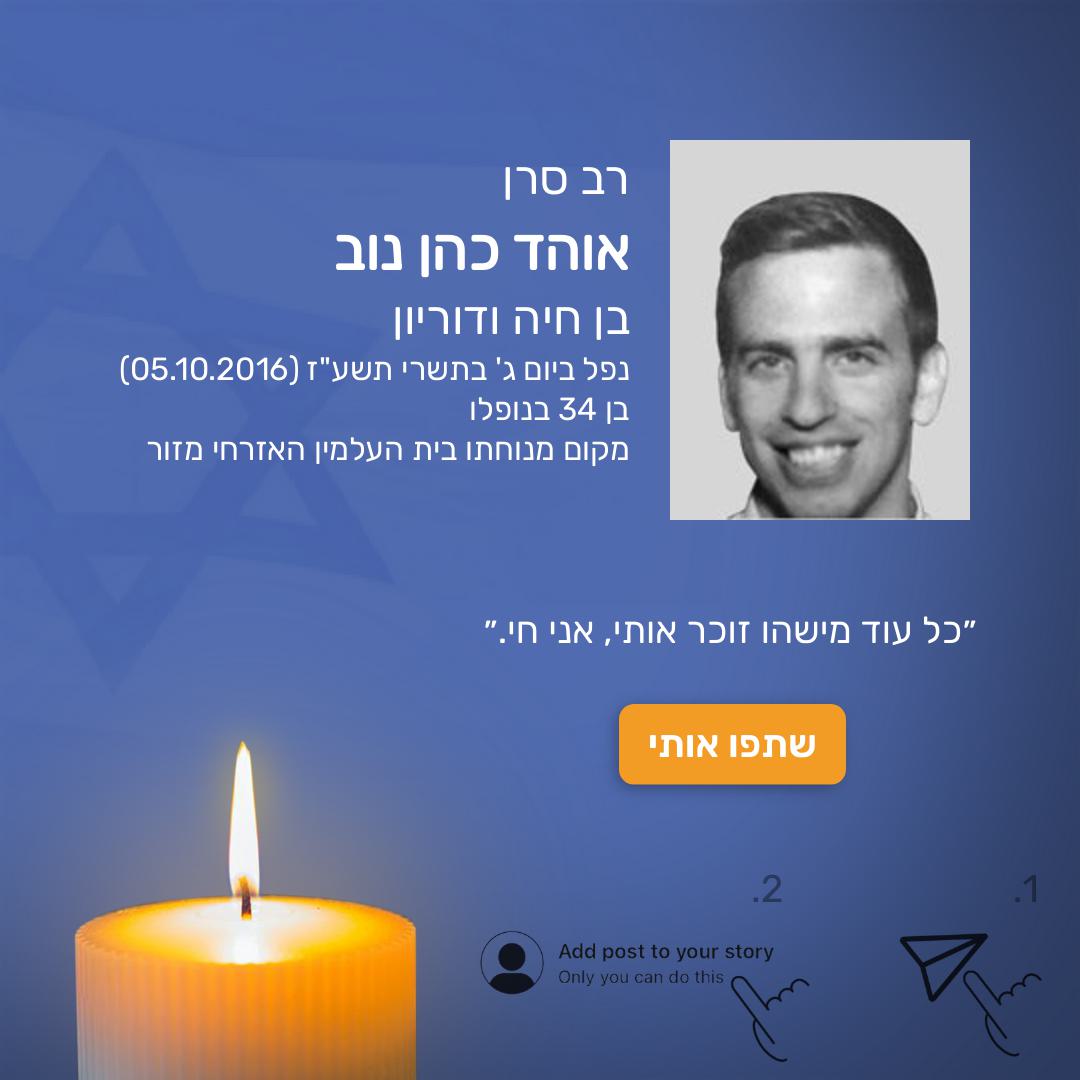 רב סרן
אוהד כהן נוב
בן חיה ודוריון
נפל ביום ג' בתשרי תשע"ז (05.10.2016)
בן 34 בנופלו
מקום מנוחתו בית העלמין האזרחי מזור
״כל עוד מישהו זוכר אותי, אני חי.״
שתפו אותי
.1
.2
Add post to your story
Only you can do this